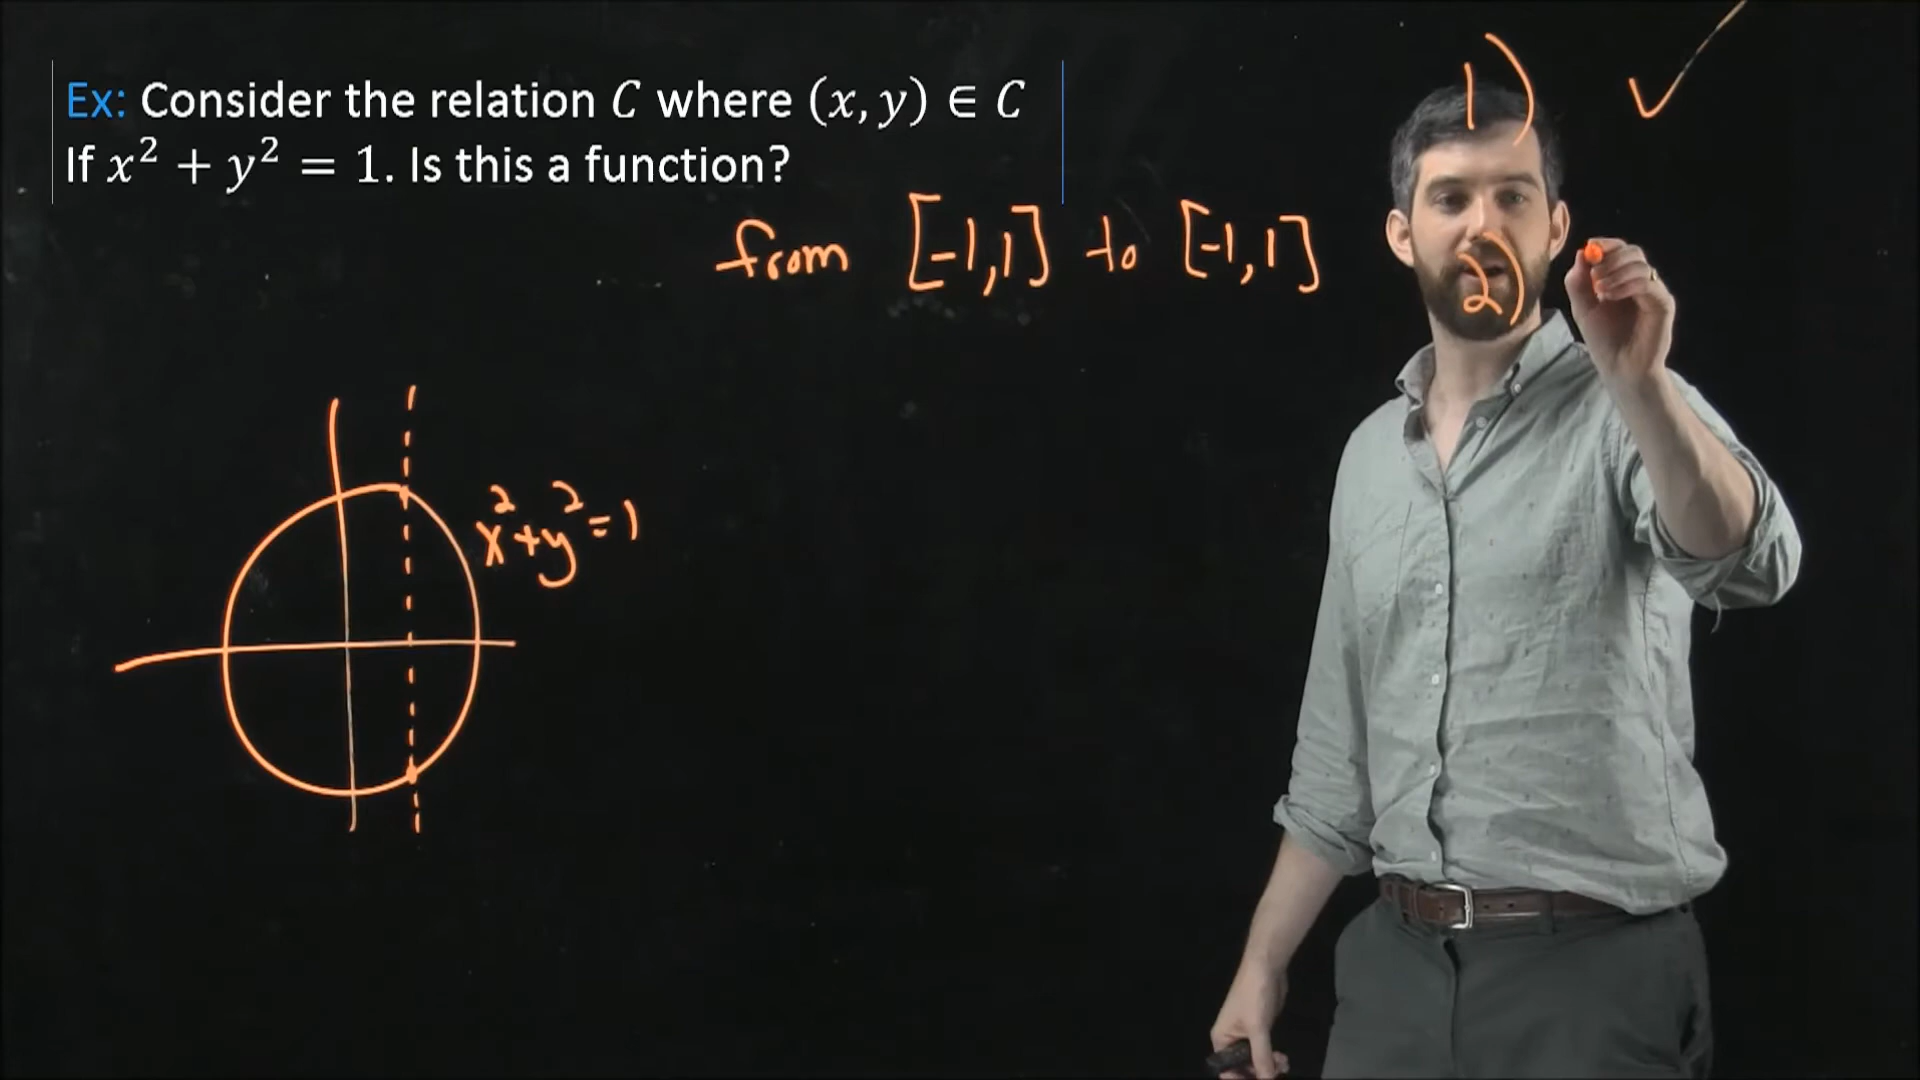 Ex: Consider the relation C where (x, y) ∈ C
If x² + y² = 1. Is this a function?
from [-1,1] to [-1,1]
1) ✓
2)
x²+y²=1